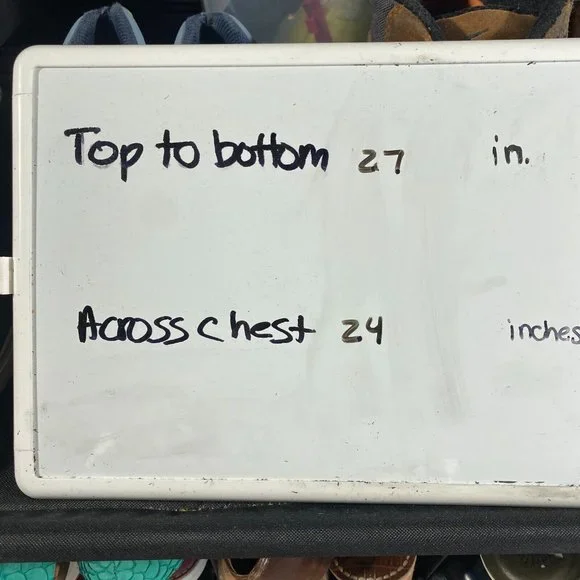 Top to bottom 27 in.
Across chest 24 inches